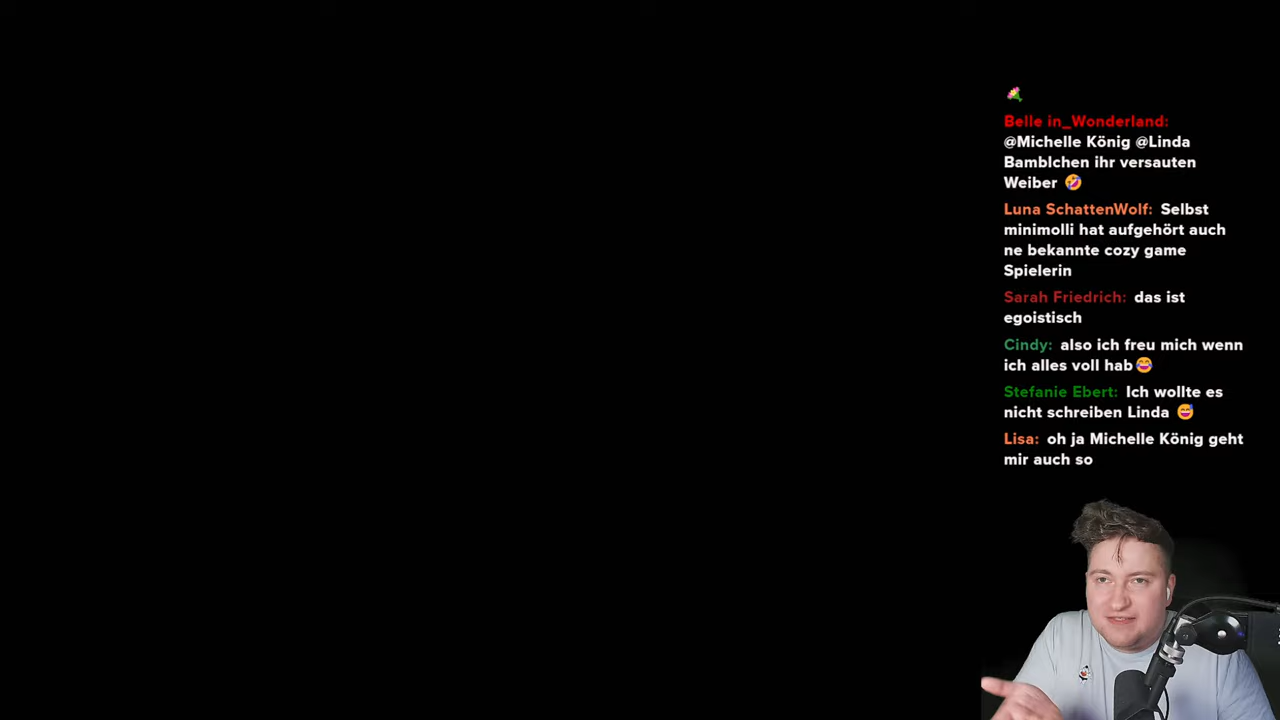 Belle in_Wonderland:
@Michelle König @Linda
Bamblchen ihr versauten
Weiber 🤣
Luna SchattenWolf: Selbst
minimolli hat aufgehört auch
ne bekannte cozy game
Spielerin
Sarah Friedrich: das ist
egoistisch
Cindy: also ich freu mich wenn
ich alles voll hab😂
Stefanie Ebert: Ich wollte es
nicht schreiben Linda 😅
Lisa: oh ja Michelle König geht
mir auch so